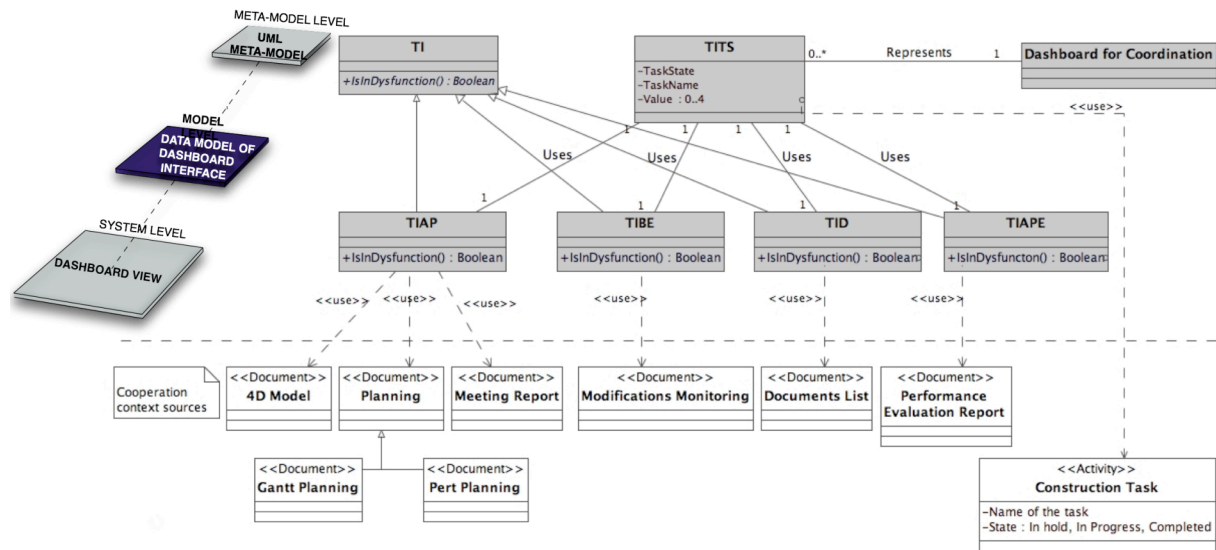 META-MODEL LEVEL
UML
META-MODEL
MODEL
LEVEL
DATA MODEL OF
DASHBOARD
INTERFACE
SYSTEM LEVEL
DASHBOARD VIEW
TI
+IsInDysfunction() : Boolean
TITS
-TaskState
-TaskName
-Value : 0..4
0..*
Represents
1
Dashboard for Coordination
<<use>>
1
1
1
1
Uses
Uses
Uses
1
1
1
1
TIAP
+IsInDysfunction() : Boolean
TIBE
+IsInDysfunction() : Boolean
TID
+IsInDysfunction() : Boolean
TIAPE
+IsInDysfuncton() : Boolean
<<use>>
<<use>>
<<use>>
<<use>>
<<use>>
<<use>>
Cooperation
context sources
<<Document>>
4D Model
<<Document>>
Planning
<<Document>>
Meeting Report
<<Document>>
Modifications Monitoring
<<Document>>
Documents List
<<Document>>
Performance
Evaluation Report
<<Document>>
Gantt Planning
<<Document>>
Pert Planning
<<Activity>>
Construction Task
-Name of the task
-State : In hold, In Progress, Completed